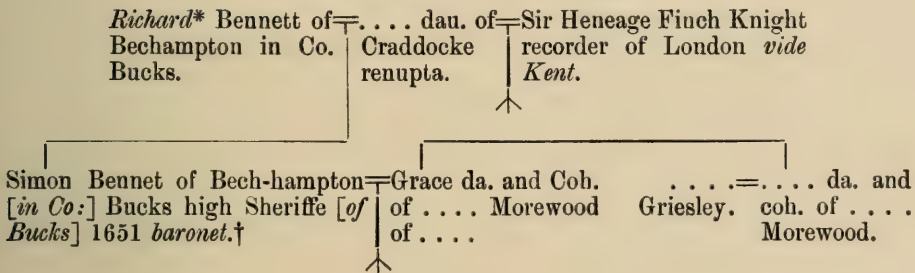 Richard* Bennett of=. . . . dau. of=Sir Heneage Finch Knight
Bechampton in Co. Craddocke recorder of London vide
Bucks. renupta. Kent.
Simon Bennet of Bech-hampton=Grace da. and Coh. . . . .=. . . . da. and
[in Co:] Bucks high Sheriffe [of of . . . . Morewood Griesley. coh. of . . . .
Bucks] 1651 baronet.† of . . . . Morewood.